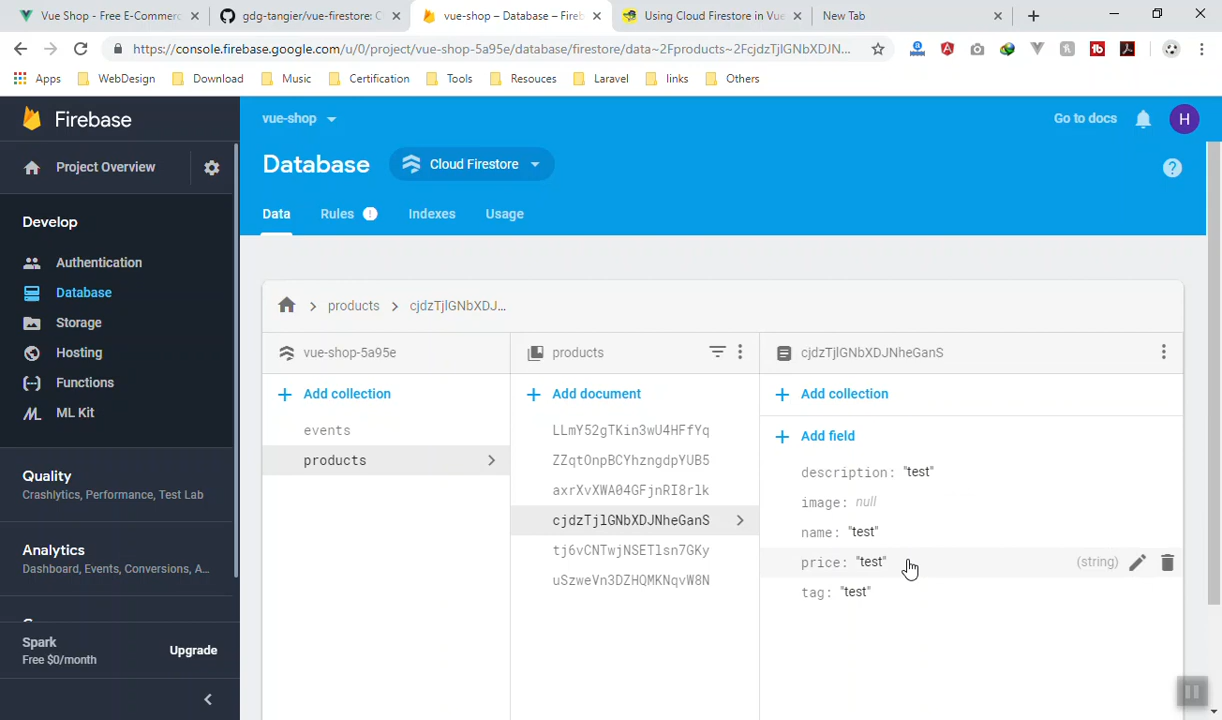 Vue Shop - Free E-Commerc
gdg-tangier/vue-firestore: C
vue-shop – Database – Fireb
Using Cloud Firestore in Vue
New Tab
https://console.firebase.google.com/u/0/project/vue-shop-5a95e/database/firestore/data~2Fproducts~2FcjdzTjlGNbXDJN...
Apps
WebDesign
Download
Music
Certification
Tools
Resouces
Laravel
links
Others
Firebase
vue-shop
Go to docs
H
Project Overview
Database
Cloud Firestore
Develop
Data
Rules
Indexes
Usage
Authentication
Database
Storage
Hosting
Functions
ML Kit
Quality
Crashlytics, Performance, Test Lab
Analytics
Dashboard, Events, Conversions, A...
Spark
Free $0/month
Upgrade
products
cjdzTjlGNbXDJ...
vue-shop-5a95e
products
cjdzTjlGNbXDJNheGanS
Add collection
Add document
Add collection
events
products
LLmY52gTKin3wU4HFfYq
ZZqtOnpBCYhzngdpYUB5
axrXvXWA04GFjnRI8rlk
cjdzTjlGNbXDJNheGanS
tj6vCNTwjNSETlsn7GKy
uSzweVn3DZHQMKNqvW8N
Add field
description: "test"
image: null
name: "test"
price: "test"
(string)
tag: "test"